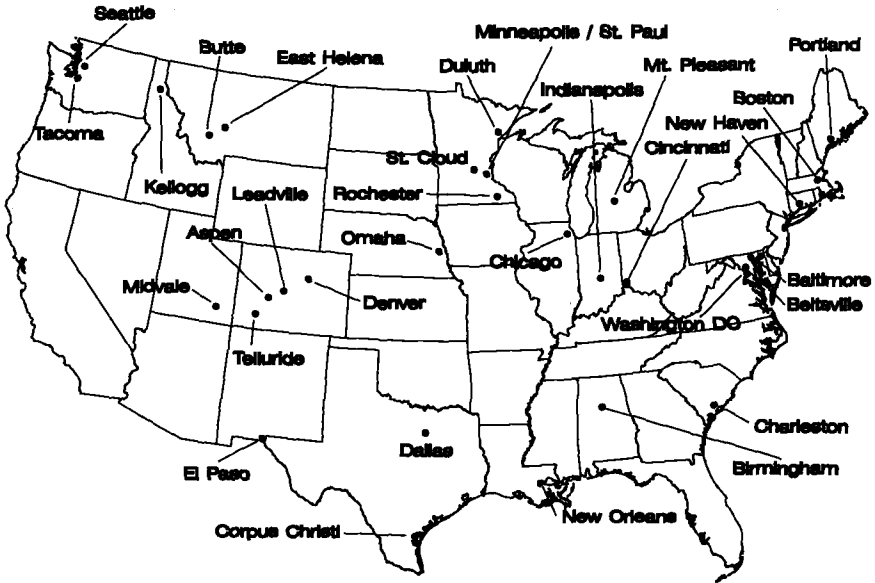 Seattle
Minneapolis / St. Paul
Portland
Butte
East Helena
Duluth
Mt. Pleasant
Indianapolis
Boston
New Haven
Tacoma
Cincinnati
St. Cloud
Kellogg
Leadville
Rochester
Aspen
Omaha
Chicago
Midvale
Denver
Baltimore
Beltsville
Washington DC
Telluride
Charleston
Dallas
El Paso
Birmingham
New Orleans
Corpus Christi